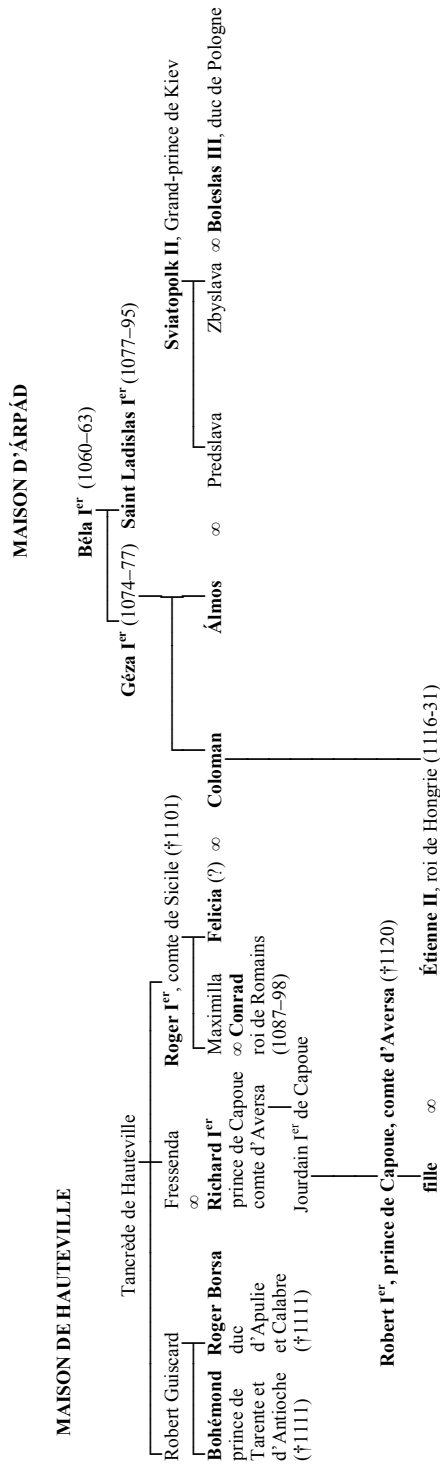 MAISON DE HAUTEVILLE
MAISON D'ÁRPÁD
Tancrède de Hauteville
Béla Iᵉʳ (1060–63)
Robert Guiscard
Fressenda
Roger Iᵉʳ, comte de Sicile (†1101)
Géza Iᵉʳ (1074–77)
Saint Ladislas Iᵉʳ (1077–95)
∞
Sviatopolk II, Grand-prince de Kiev
Bohémond
prince de
Tarente et
d'Antioche
(†1111)
Roger Borsa
duc
d'Apulie
et Calabre
(†1111)
Richard Iᵉʳ
prince de Capoue
comte d'Aversa
Maximilla
∞ Conrad
roi de Romains
(1087–98)
Felicia (?) ∞ Coloman
Álmos ∞ Predslava
Zbyslava ∞ Boleslas III, duc de Pologne
Jourdain Iᵉʳ de Capoue
Robert Iᵉʳ, prince de Capoue, comte d'Aversa (†1120)
fille ∞ Étienne II, roi de Hongrie (1116-31)